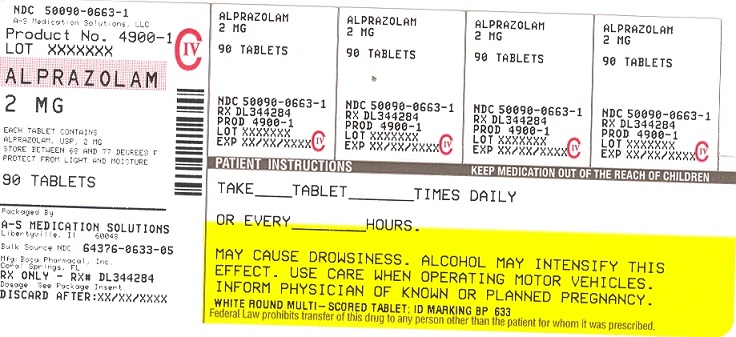 NDC 50090-0663-1
A-S Medication Solutions, LLC
Product No. 4900-1
LOT XXXXXXX
CIV
ALPRAZOLAM
2 MG
EACH TABLET CONTAINS
ALPRAZOLAM, USP, 2 MG
STORE BETWEEN 68 AND 77 DEGREES F
PROTECT FROM LIGHT AND MOISTURE
90 TABLETS
Packaged By
A-S MEDICATION SOLUTIONS
Libertyville, Il 60048
Bulk Source NDC 64376-0633-05
Mfg: Boca Pharmacal, Inc.
Coral Springs, FL
RX ONLY - RX# DL344284
Dosage See Package Insert
DISCARD AFTER:XX/XX/XXXX
ALPRAZOLAM
2 MG
90 TABLETS
NDC 50090-0663-1
RX DL344284
PROD 4900-1
LOT XXXXXXX
EXP XX/XX/XXXX
CIV
ALPRAZOLAM
2 MG
90 TABLETS
NDC 50090-0663-1
RX DL344284
PROD 4900-1
LOT XXXXXXX
EXP XX/XX/XXXX
CIV
ALPRAZOLAM
2 MG
90 TABLETS
NDC 50090-0663-1
RX DL344284
PROD 4900-1
LOT XXXXXXX
EXP XX/XX/XXXX
CIV
ALPRAZOLAM
2 MG
90 TABLETS
NDC 50090-0663-1
RX DL344284
PROD 4900-1
LOT XXXXXXX
EXP XX/XX/XXXX
CIV
PATIENT INSTRUCTIONS KEEP MEDICATION OUT OF THE REACH OF CHILDREN
TAKE____TABLET_______TIMES DAILY
OR EVERY________HOURS.
MAY CAUSE DROWSINESS. ALCOHOL MAY INTENSIFY THIS
EFFECT. USE CARE WHEN OPERATING MOTOR VEHICLES.
INFORM PHYSICIAN OF KNOWN OR PLANNED PREGNANCY.
WHITE ROUND MULTI-SCORED TABLET; ID MARKING BP 633
Federal Law prohibits transfer of this drug to any person other than the patient for whom it was prescribed.